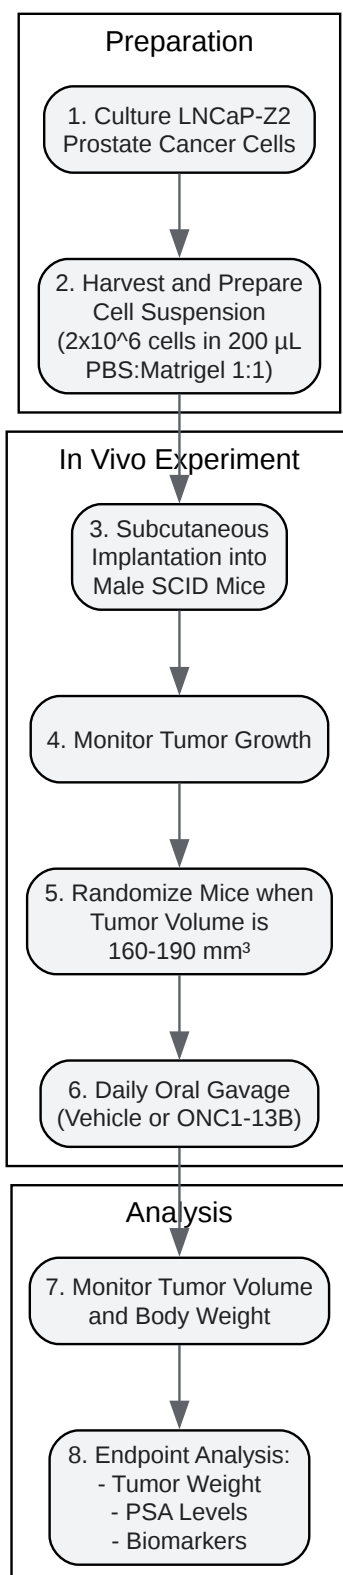 Preparation
1. Culture LNCaP-Z2
Prostate Cancer Cells
2. Harvest and Prepare
Cell Suspension
(2x10^6 cells in 200 µL
PBS:Matrigel 1:1)
In Vivo Experiment
3. Subcutaneous
Implantation into
Male SCID Mice
4. Monitor Tumor Growth
5. Randomize Mice when
Tumor Volume is
160-190 mm³
6. Daily Oral Gavage
(Vehicle or ONC1-13B)
Analysis
7. Monitor Tumor Volume
and Body Weight
8. Endpoint Analysis:
- Tumor Weight
- PSA Levels
- Biomarkers